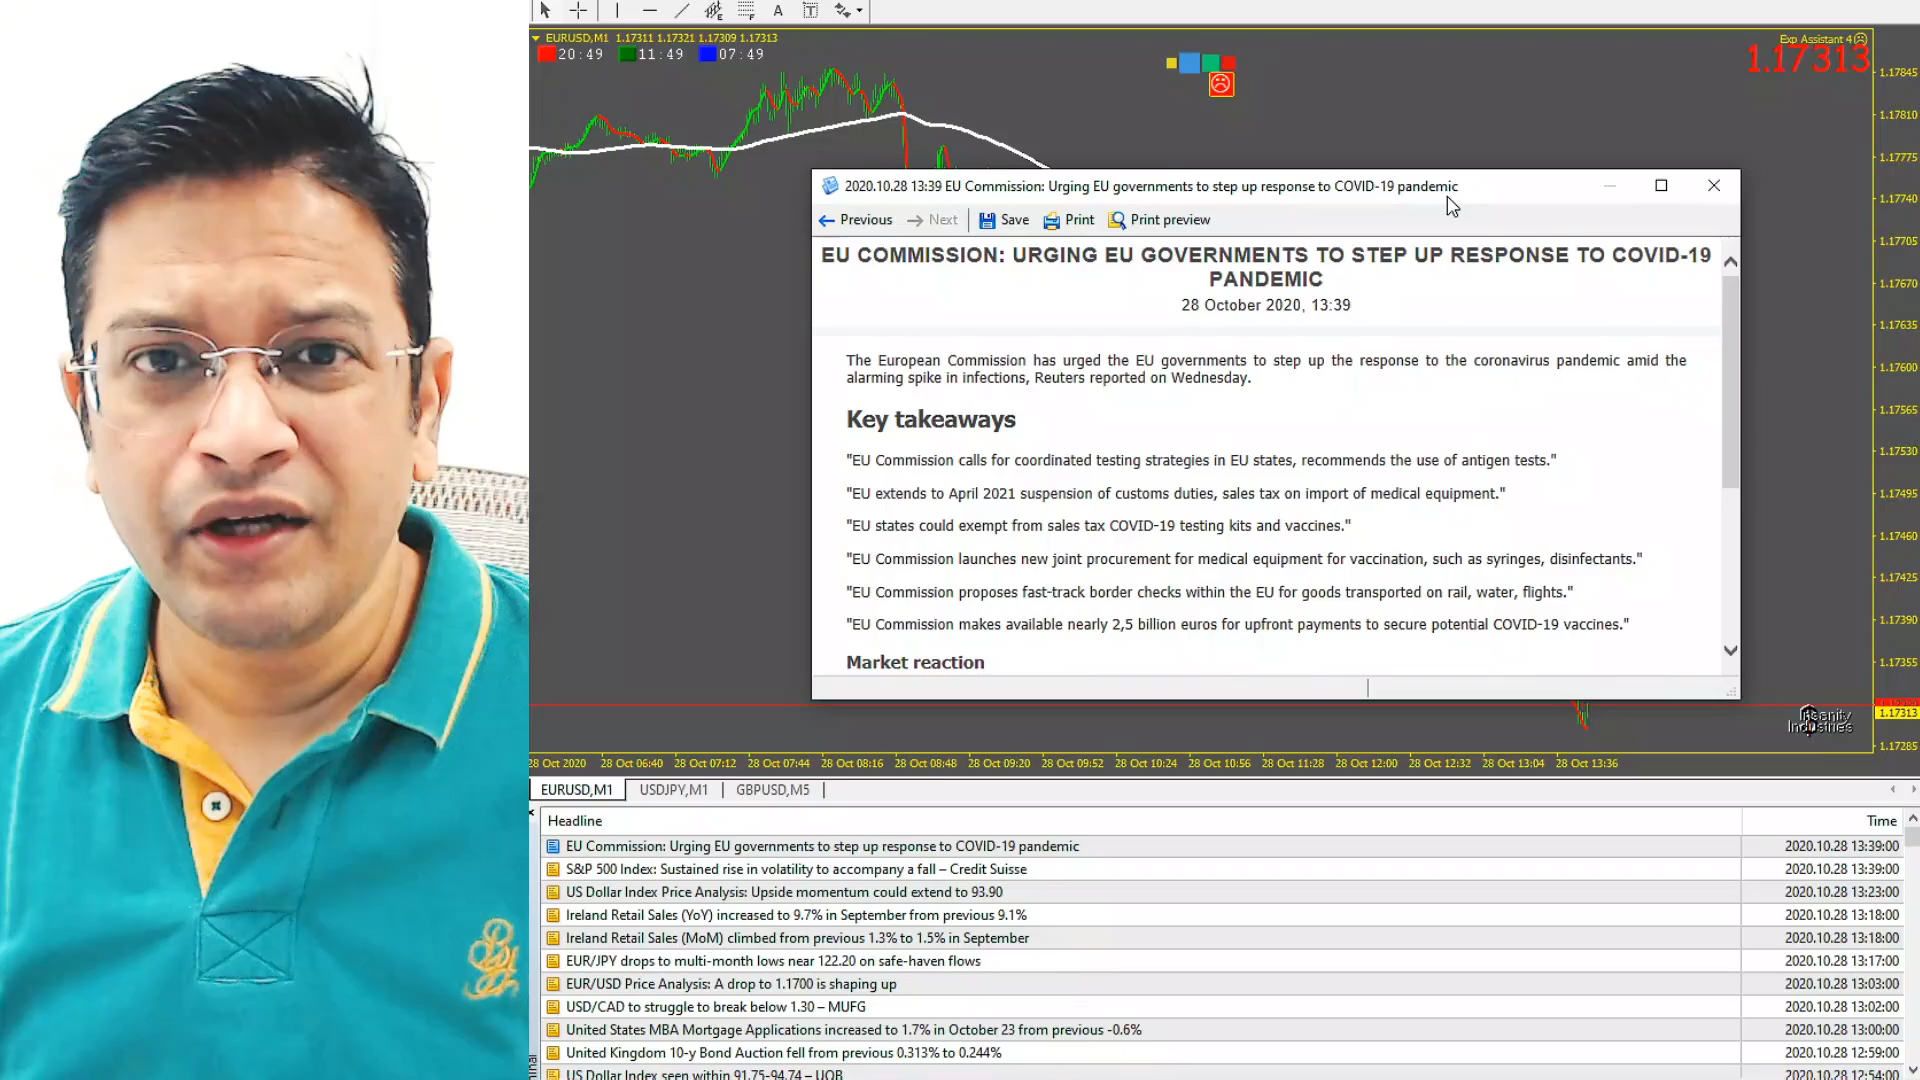 EURUSD,M1 1.17311 1.17321 1.17309 1.17313
20:49 11:49 07:49
Exp Assistant 4
1.17313
1.17845
1.17810
1.17775
1.17740
1.17705
1.17670
1.17635
1.17600
1.17565
1.17530
1.17495
1.17460
1.17425
1.17390
1.17355
1.17313
1.17285
2020.10.28 13:39 EU Commission: Urging EU governments to step up response to COVID-19 pandemic
Previous Next Save Print Print preview
EU COMMISSION: URGING EU GOVERNMENTS TO STEP UP RESPONSE TO COVID-19
PANDEMIC
28 October 2020, 13:39
The European Commission has urged the EU governments to step up the response to the coronavirus pandemic amid the
alarming spike in infections, Reuters reported on Wednesday.
Key takeaways
"EU Commission calls for coordinated testing strategies in EU states, recommends the use of antigen tests."
"EU extends to April 2021 suspension of customs duties, sales tax on import of medical equipment."
"EU states could exempt from sales tax COVID-19 testing kits and vaccines."
"EU Commission launches new joint procurement for medical equipment for vaccination, such as syringes, disinfectants."
"EU Commission proposes fast-track border checks within the EU for goods transported on rail, water, flights."
"EU Commission makes available nearly 2,5 billion euros for upfront payments to secure potential COVID-19 vaccines."
Market reaction
Insanity
Industries
28 Oct 2020 28 Oct 06:40 28 Oct 07:12 28 Oct 07:44 28 Oct 08:16 28 Oct 08:48 28 Oct 09:20 28 Oct 09:52 28 Oct 10:24 28 Oct 10:56 28 Oct 11:28 28 Oct 12:00 28 Oct 12:32 28 Oct 13:04 28 Oct 13:36
EURUSD,M1 USDJPY,M1 GBPUSD,M5
Headline Time
EU Commission: Urging EU governments to step up response to COVID-19 pandemic 2020.10.28 13:39:00
S&P 500 Index: Sustained rise in volatility to accompany a fall – Credit Suisse 2020.10.28 13:39:00
US Dollar Index Price Analysis: Upside momentum could extend to 93.90 2020.10.28 13:23:00
Ireland Retail Sales (YoY) increased to 9.7% in September from previous 9.1% 2020.10.28 13:18:00
Ireland Retail Sales (MoM) climbed from previous 1.3% to 1.5% in September 2020.10.28 13:18:00
EUR/JPY drops to multi-month lows near 122.20 on safe-haven flows 2020.10.28 13:17:00
EUR/USD Price Analysis: A drop to 1.1700 is shaping up 2020.10.28 13:03:00
USD/CAD to struggle to break below 1.30 – MUFG 2020.10.28 13:02:00
United States MBA Mortgage Applications increased to 1.7% in October 23 from previous -0.6% 2020.10.28 13:00:00
United Kingdom 10-y Bond Auction fell from previous 0.313% to 0.244% 2020.10.28 12:59:00
US Dollar Index seen within 91.75-94.74 – UOB 2020.10.28 12:54:00